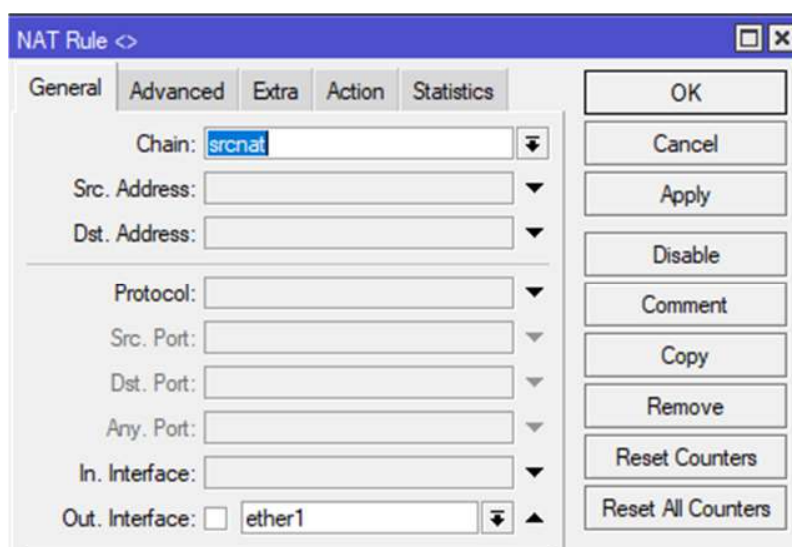 NAT Rule <>
General Advanced Extra Action Statistics
Chain: srcnat
Src. Address:
Dst. Address:
Protocol:
Src. Port:
Dst. Port:
Any. Port:
In. Interface:
Out. Interface: ether1
OK
Cancel
Apply
Disable
Comment
Copy
Remove
Reset Counters
Reset All Counters